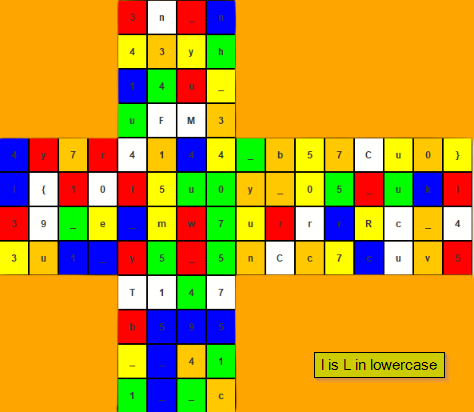 3 n _ n
4 3 y h
1 4 u _
u F M 3
4 y 7 r 4 1 4 4 _ b 5 7 C u 0 }
l { 1 0 l 5 u 0 y _ 0 5 _ u l
3 9 _ e _ m w 7 u r r r R c _ 4
3 u 1 _ y 5 _ 5 n C c 7 c u v 5
T 1 4 7
b 5 9 5
_ _ 4 1
1 _ _ c
l is L in lowercase